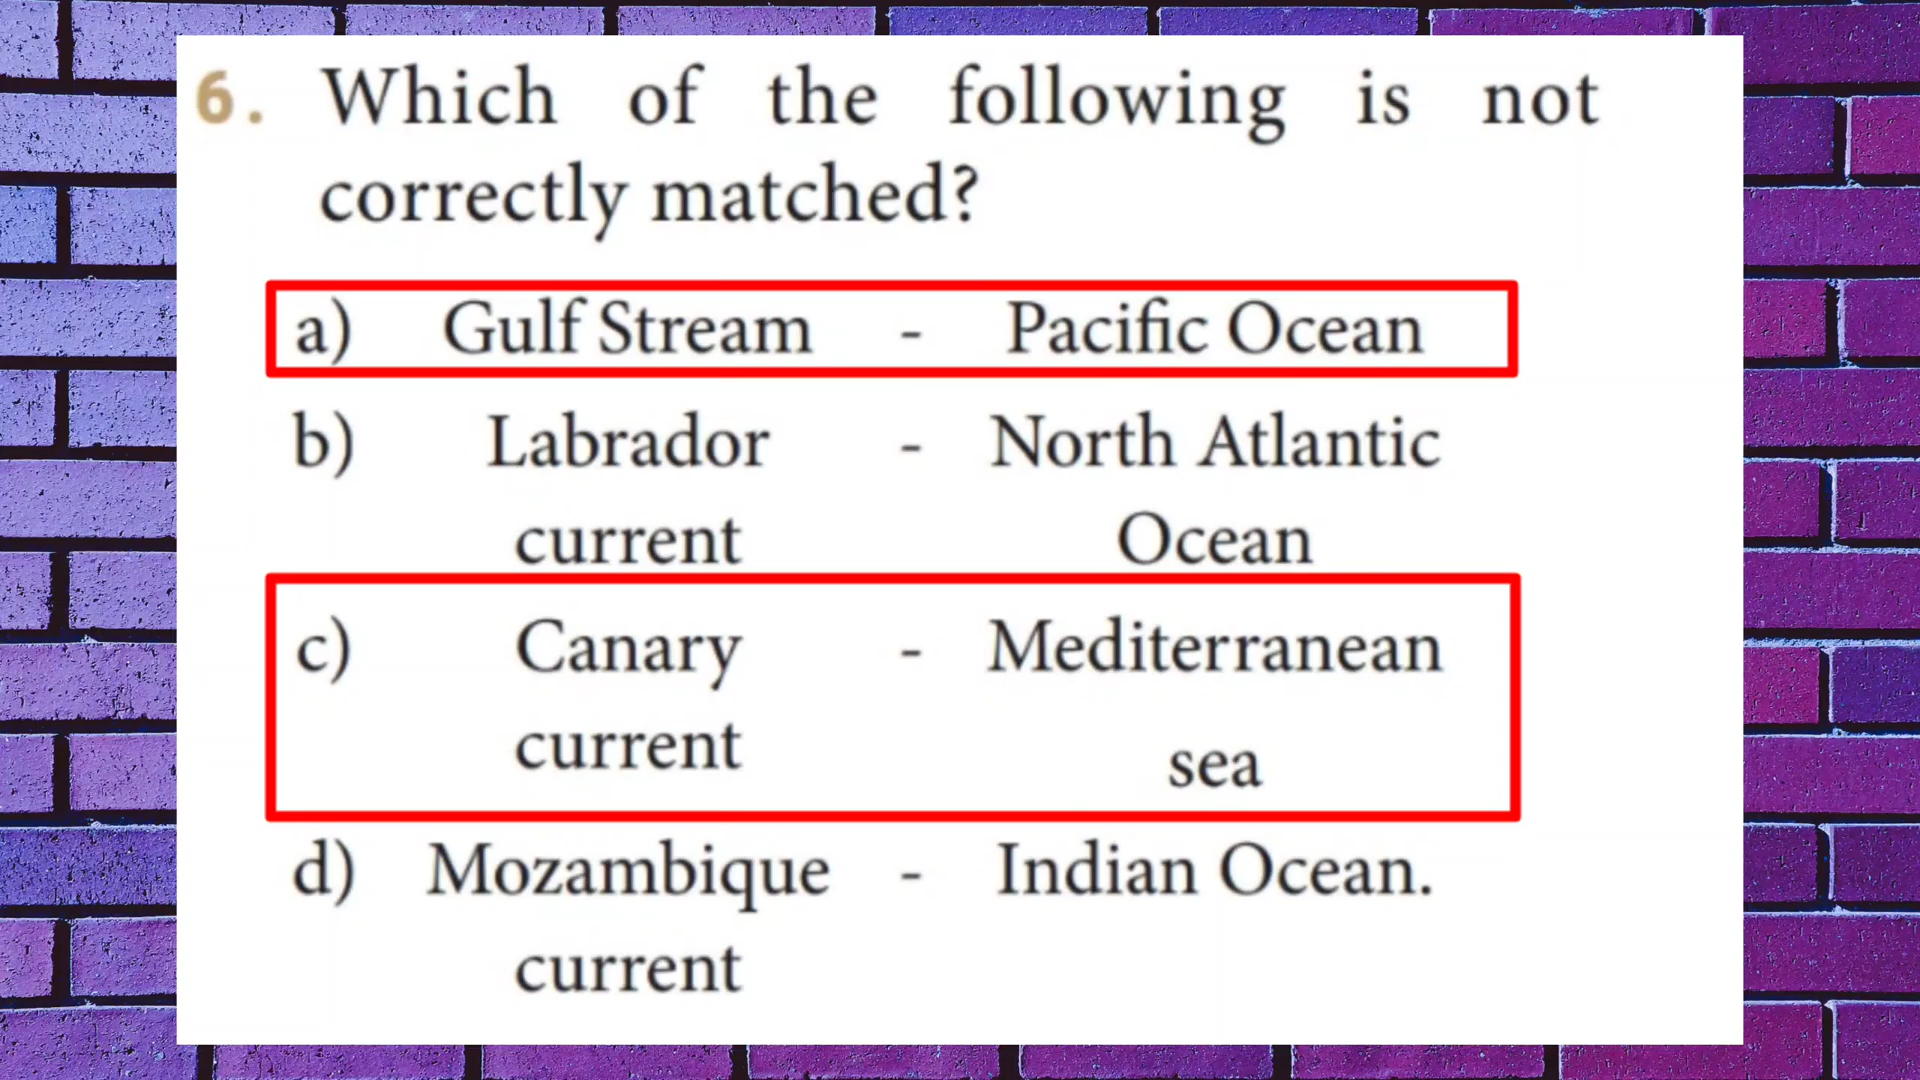 6. Which of the following is not
correctly matched?
a) Gulf Stream - Pacific Ocean
b) Labrador - North Atlantic
current Ocean
c) Canary - Mediterranean
current sea
d) Mozambique - Indian Ocean.
current